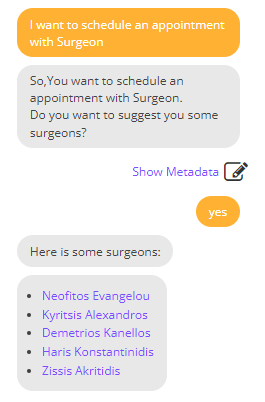 I want to schedule an appointment
with Surgeon
So,You want to schedule an
appointment with Surgeon.
Do you want to suggest you some
surgeons?
Show Metadata
yes
Here is some surgeons:
Neofitos Evangelou
Kyritsis Alexandros
Demetrios Kanellos
Haris Konstantinidis
Zissis Akritidis